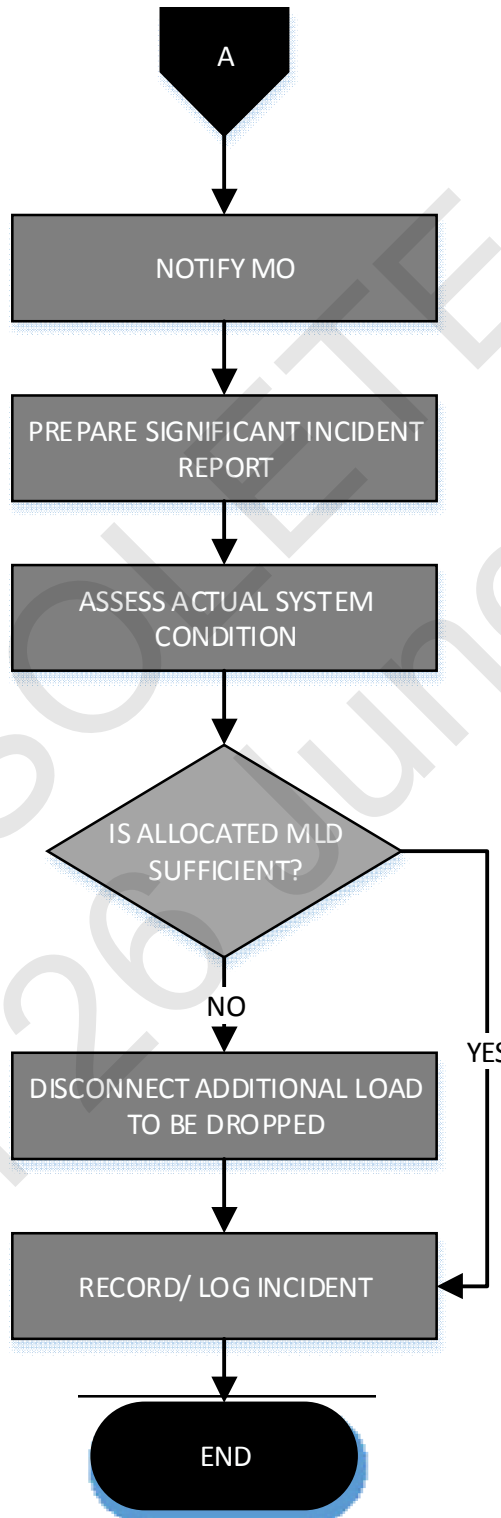 A
NOTIFY MO
PREPARE SIGNIFICANT INCIDENT
REPORT
ASSESS ACTUAL SYSTEM
CONDITION
IS ALLOCATED MLD
SUFFICIENT?
NO
YES
DISCONNECT ADDITIONAL LOAD
TO BE DROPPED
RECORD/ LOG INCIDENT
END